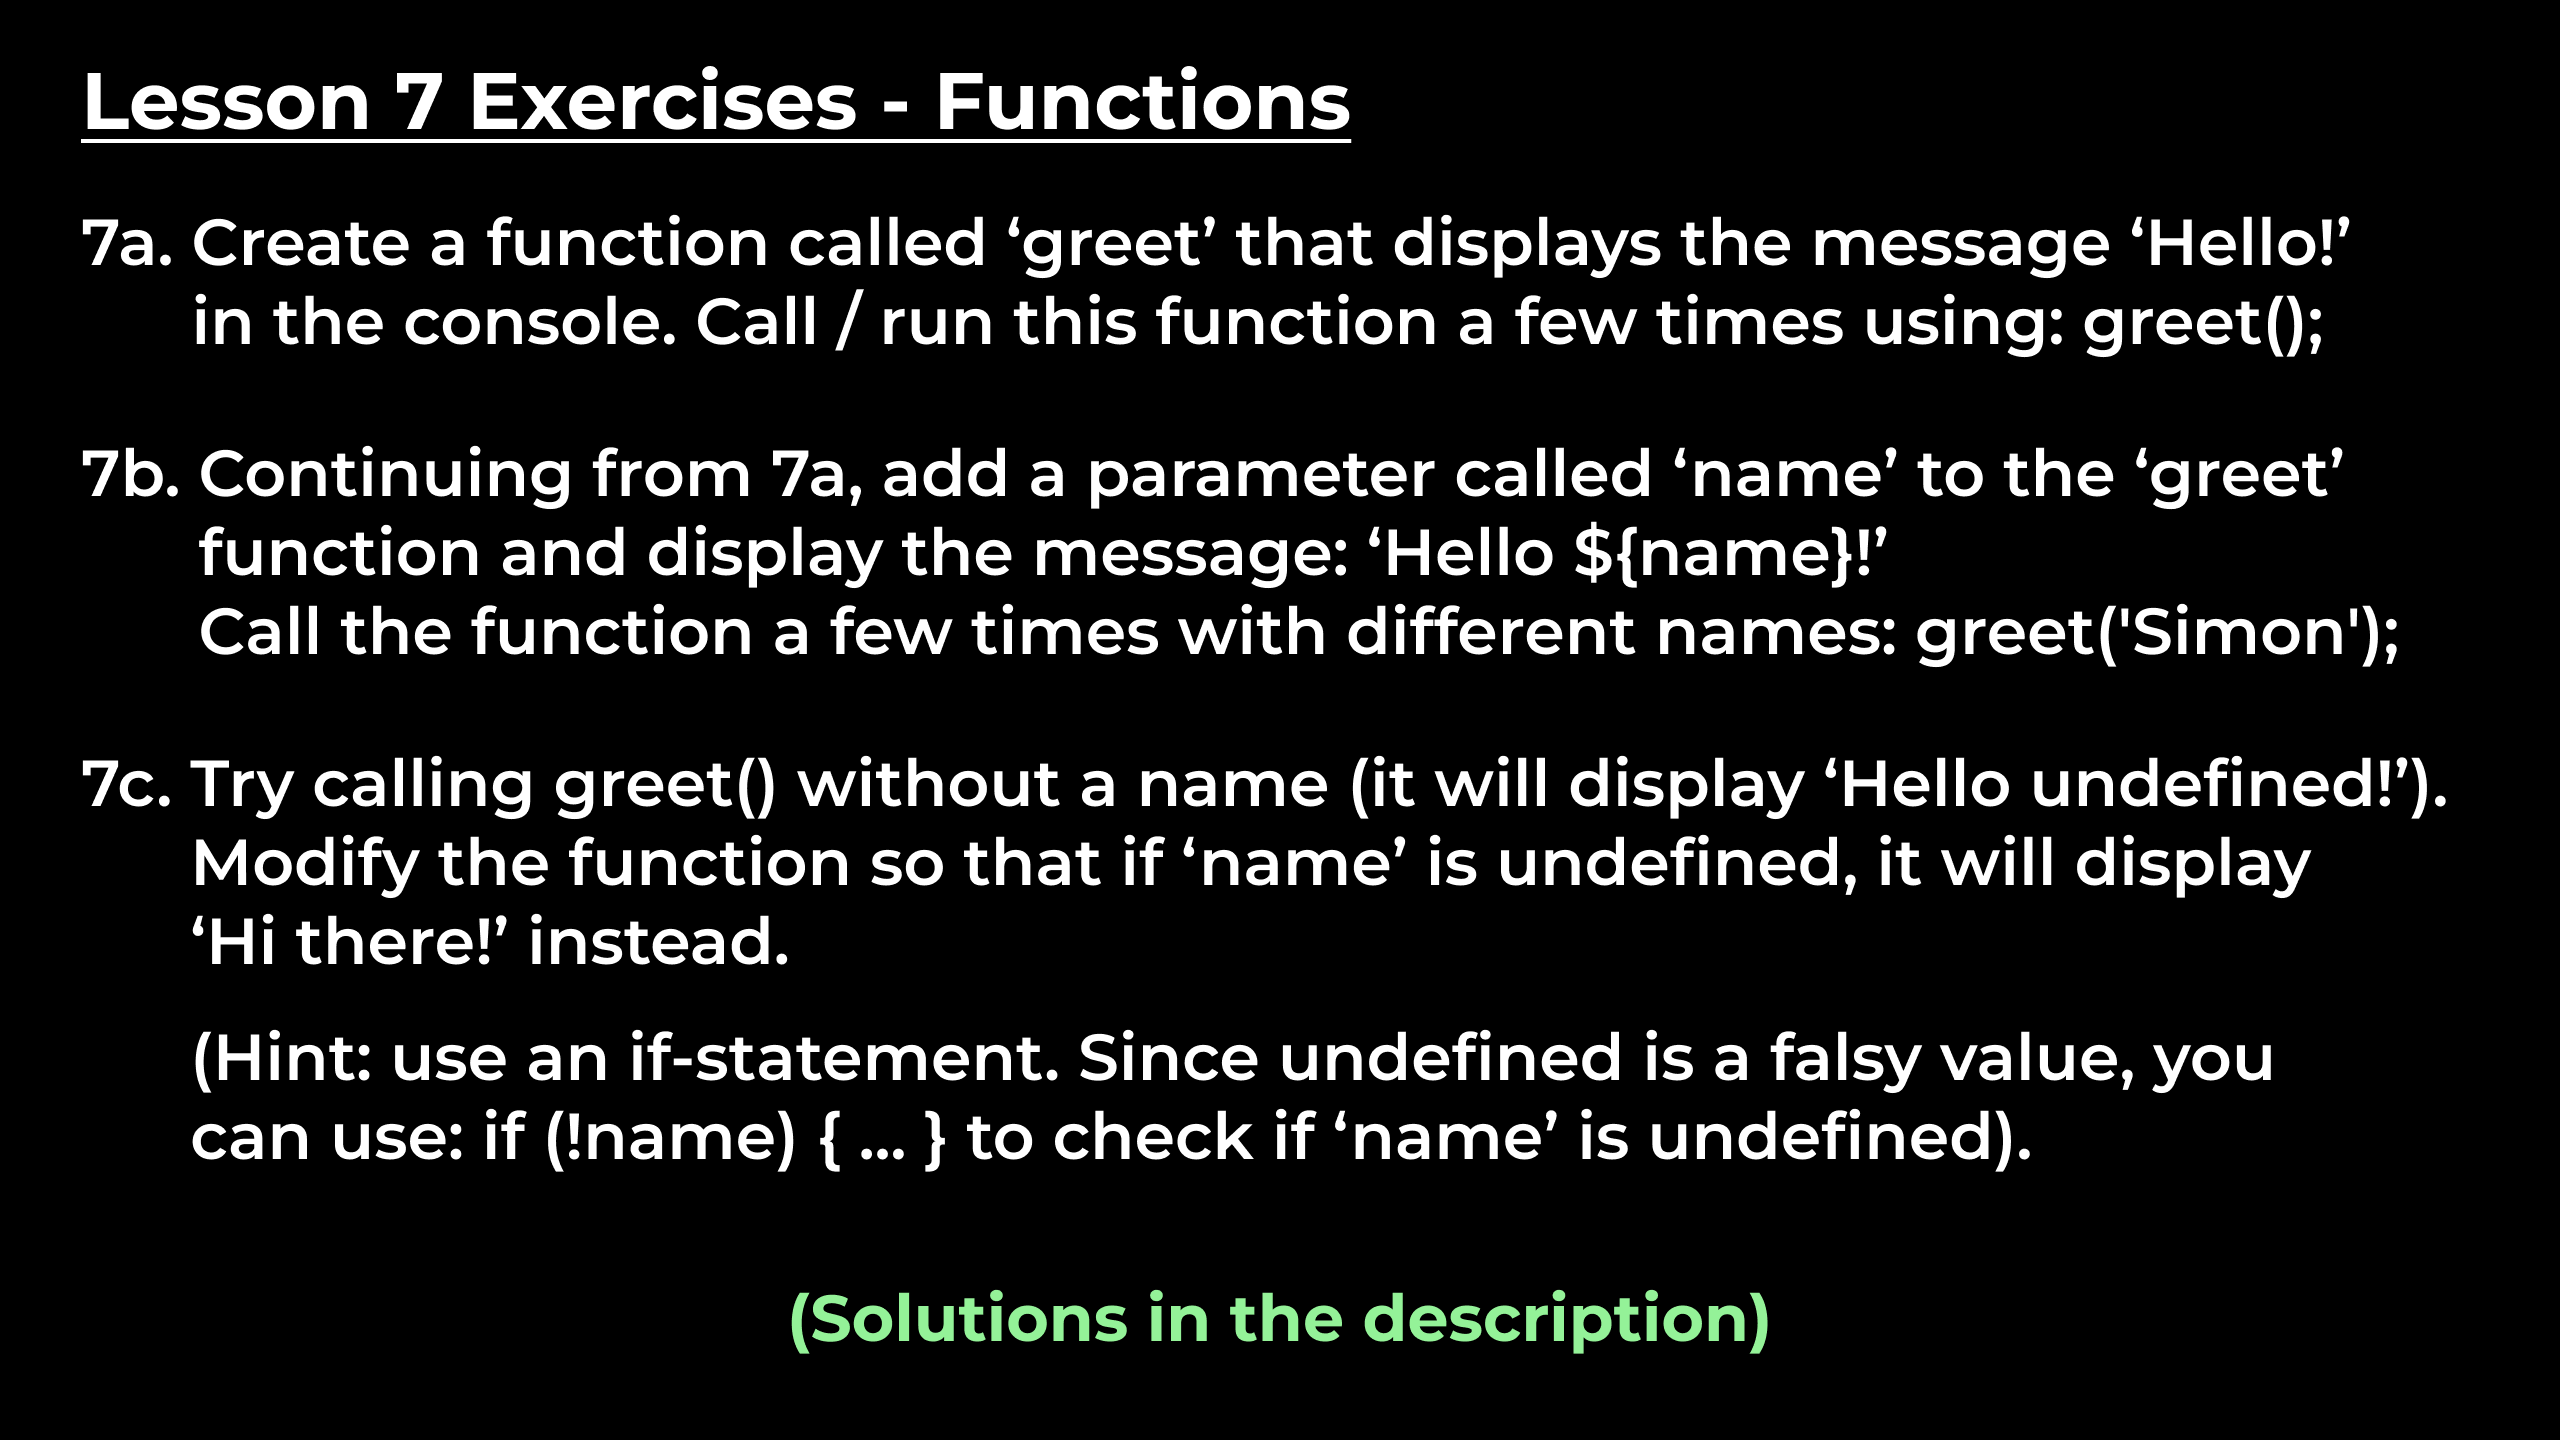 Lesson 7 Exercises - Functions
7a. Create a function called ‘greet’ that displays the message ‘Hello!’
in the console. Call / run this function a few times using: greet();
7b. Continuing from 7a, add a parameter called ‘name’ to the ‘greet’
function and display the message: ‘Hello ${name}!’
Call the function a few times with different names: greet('Simon');
7c. Try calling greet() without a name (it will display ‘Hello undefined!’).
Modify the function so that if ‘name’ is undefined, it will display
‘Hi there!’ instead.
(Hint: use an if-statement. Since undefined is a falsy value, you
can use: if (!name) { ... } to check if ‘name’ is undefined).
(Solutions in the description)